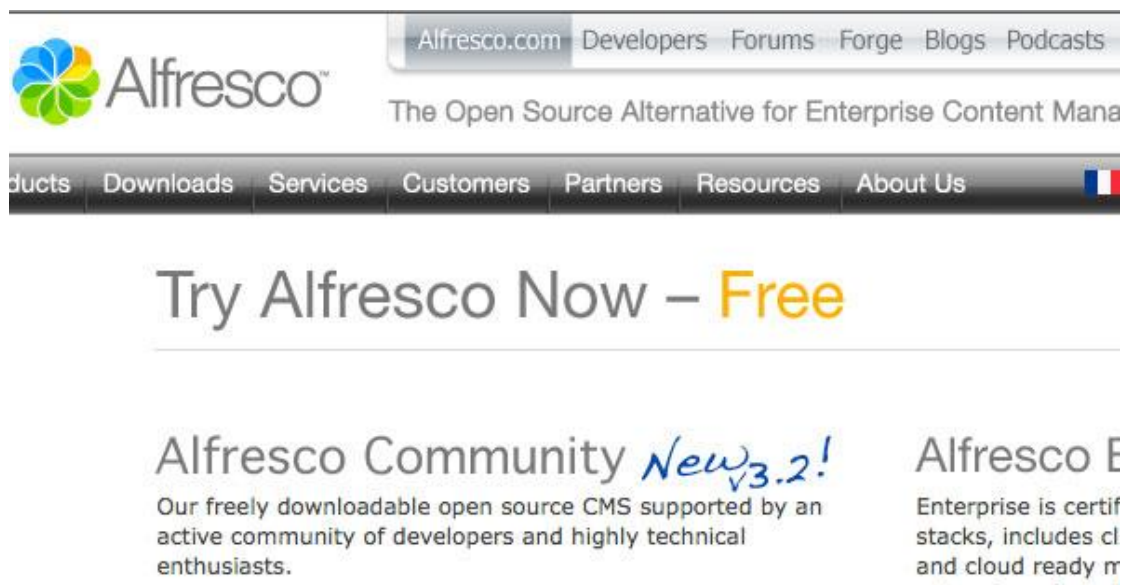 Alfresco.com Developers Forums Forge Blogs Podcasts
Alfresco™
The Open Source Alternative for Enterprise Content Mana
ducts Downloads Services Customers Partners Resources About Us
Try Alfresco Now – Free
Alfresco Community New v3.2!
Our freely downloadable open source CMS supported by an
active community of developers and highly technical
enthusiasts.
Alfresco E
Enterprise is certif
stacks, includes cl
and cloud ready m